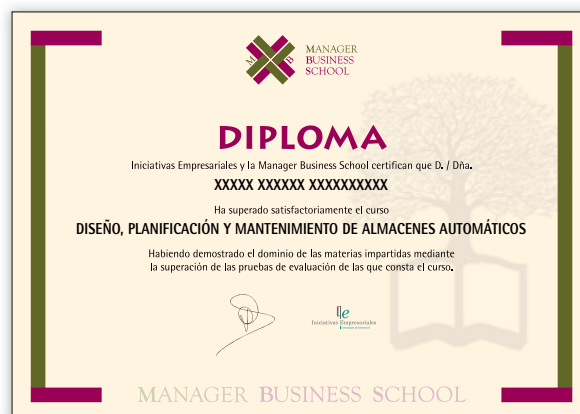 M B
MANAGER
BUSINESS
SCHOOL
DIPLOMA
Iniciativas Empresariales y la Manager Business School certifican que D. / Dña.
XXXXX XXXXXX XXXXXXXXXX
Ha superado satisfactoriamente el curso
DISEÑO, PLANIFICACIÓN Y MANTENIMIENTO DE ALMACENES AUTOMÁTICOS
Habiendo demostrado el dominio de las materias impartidas mediante
la superación de las pruebas de evaluación de las que consta el curso.
Iniciativas Empresariales
MANAGER BUSINESS SCHOOL